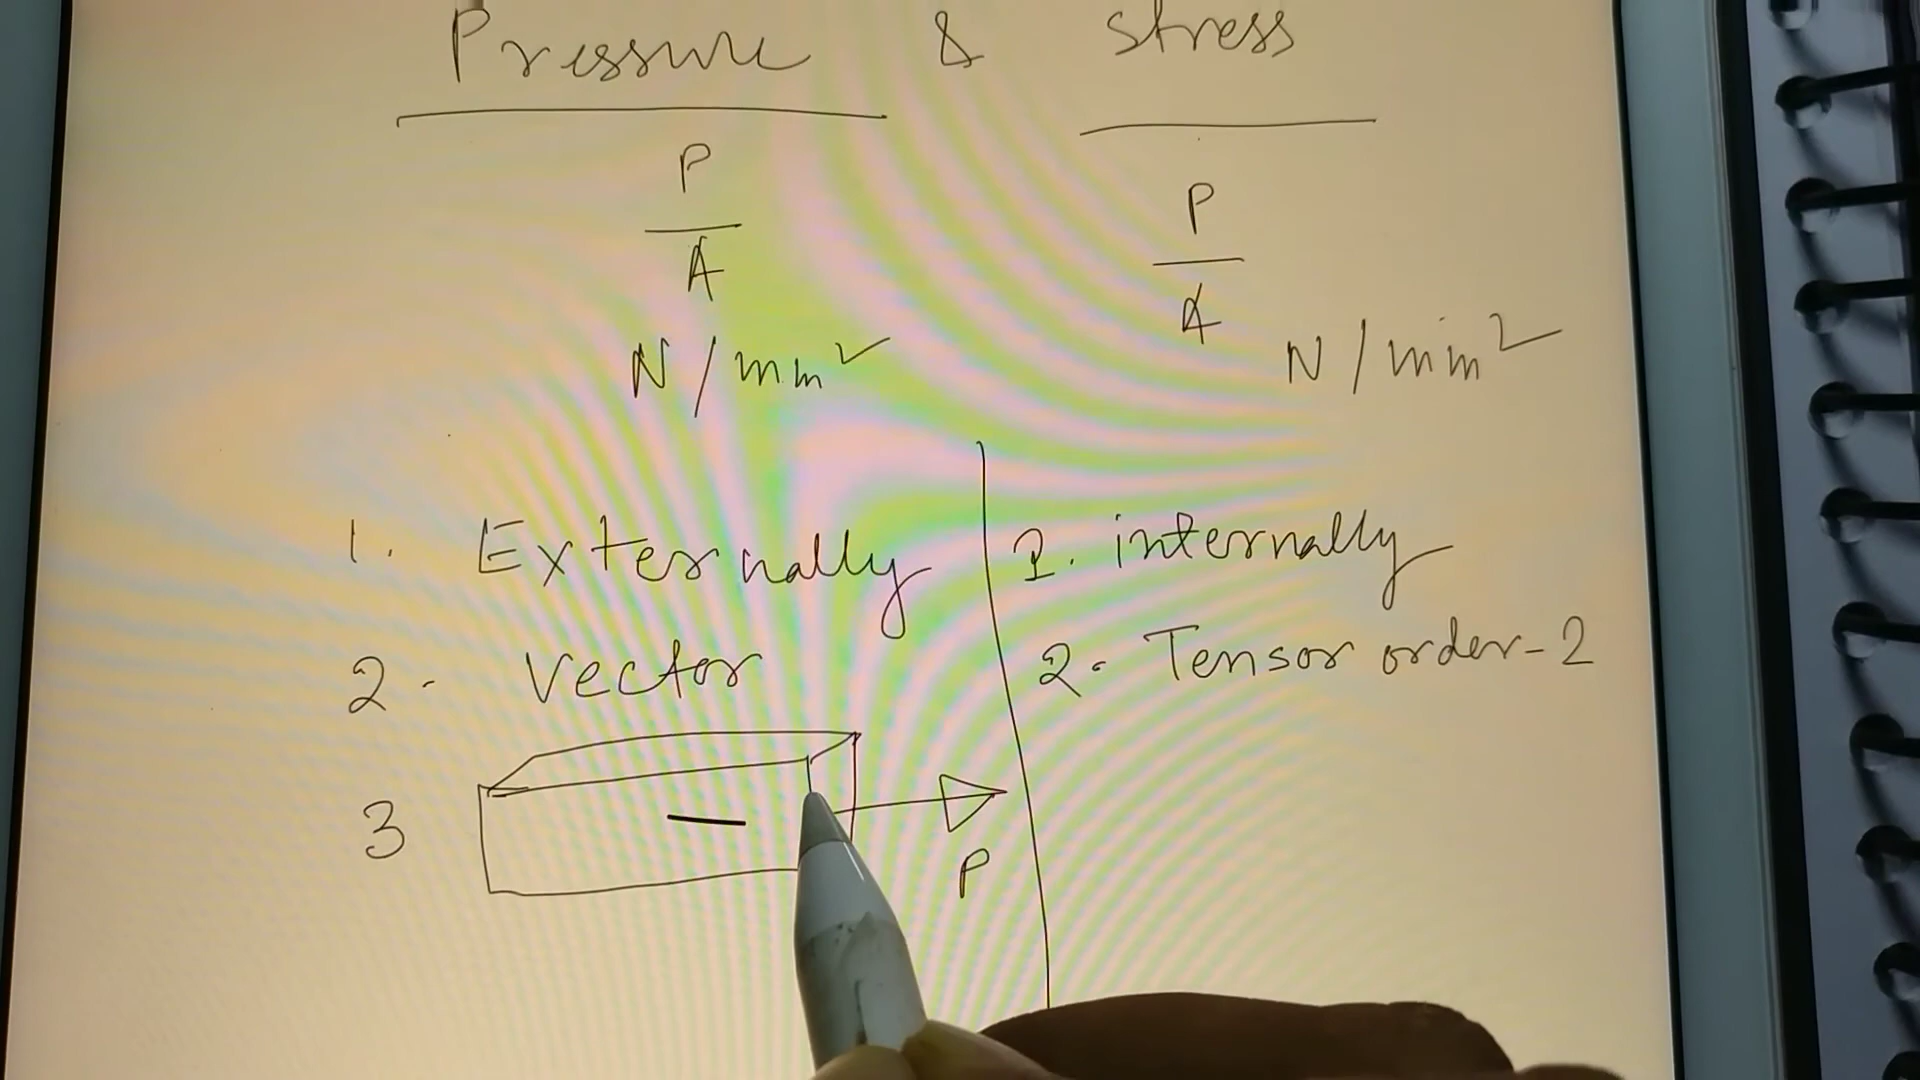 Pressure & stress
P
A
N/mm²
P
A
N/mm²
1. Externally
2. vector
3
P
1. internally
2. Tensor order-2